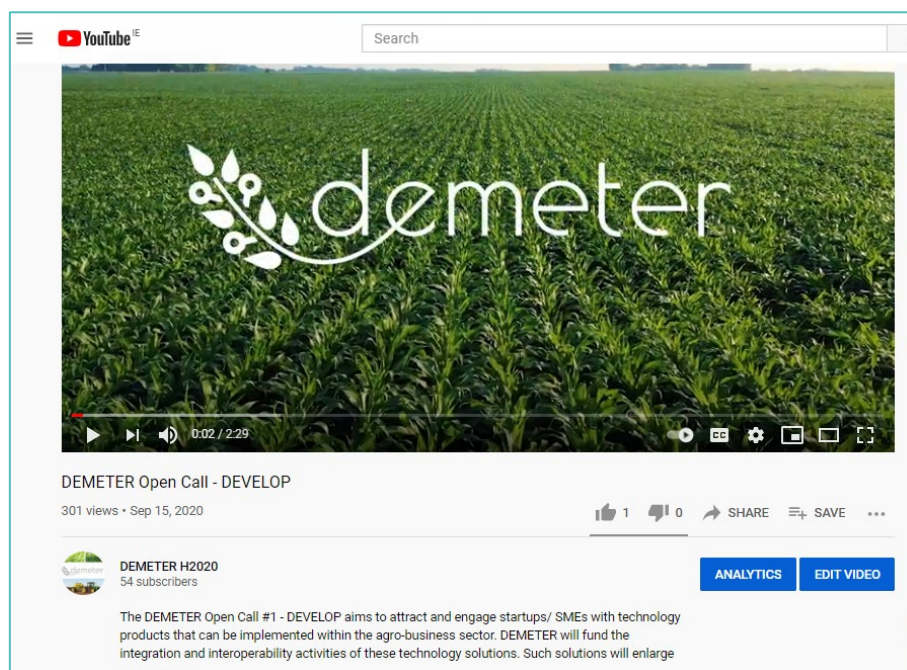 YouTube IE
Search
demeter
0:02 / 2:29
CC
DEMETER Open Call - DEVELOP
301 views • Sep 15, 2020
1
0
SHARE
SAVE
DEMETER H2020
54 subscribers
ANALYTICS
EDIT VIDEO
The DEMETER Open Call #1 - DEVELOP aims to attract and engage startups/ SMEs with technology
products that can be implemented within the agro-business sector. DEMETER will fund the
integration and interoperability activities of these technology solutions. Such solutions will enlarge